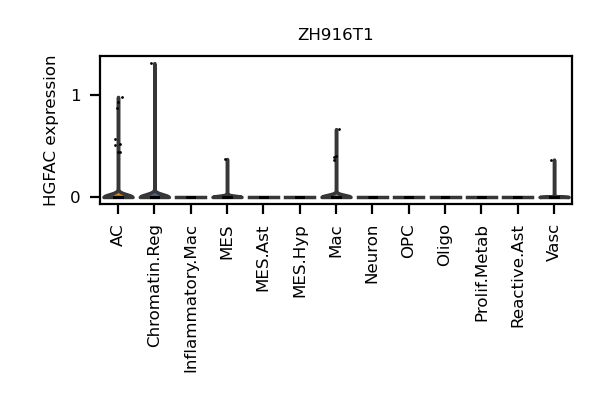 ZH916T1
HGFAC expression
1
0
AC
Chromatin.Reg
Inflammatory.Mac
MES
MES.Ast
MES.Hyp
Mac
Neuron
OPC
Oligo
Prolif.Metab
Reactive.Ast
Vasc